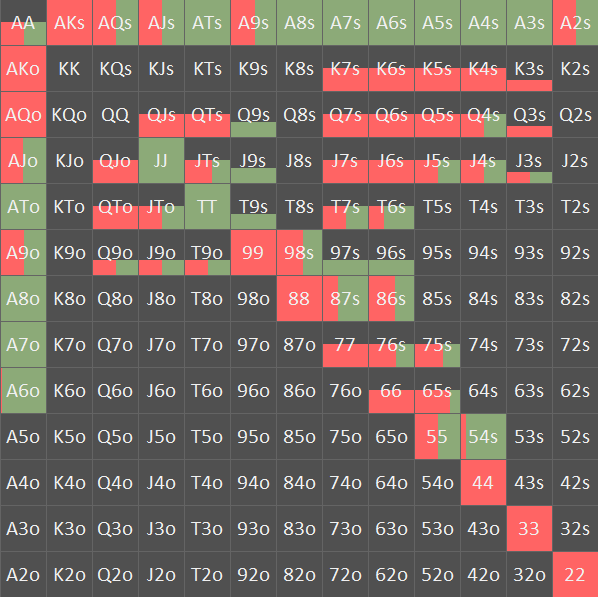 AA AKs AQs AJs ATs A9s A8s A7s A6s A5s A4s A3s A2s
AKo KK KQs KJs KTs K9s K8s K7s K6s K5s K4s K3s K2s
AQo KQo QQ QJs QTs Q9s Q8s Q7s Q6s Q5s Q4s Q3s Q2s
AJo KJo QJo JJ JTs J9s J8s J7s J6s J5s J4s J3s J2s
ATo KTo QTo JTo TT T9s T8s T7s T6s T5s T4s T3s T2s
A9o K9o Q9o J9o T9o 99 98s 97s 96s 95s 94s 93s 92s
A8o K8o Q8o J8o T8o 98o 88 87s 86s 85s 84s 83s 82s
A7o K7o Q7o J7o T7o 97o 87o 77 76s 75s 74s 73s 72s
A6o K6o Q6o J6o T6o 96o 86o 76o 66 65s 64s 63s 62s
A5o K5o Q5o J5o T5o 95o 85o 75o 65o 55 54s 53s 52s
A4o K4o Q4o J4o T4o 94o 84o 74o 64o 54o 44 43s 42s
A3o K3o Q3o J3o T3o 93o 83o 73o 63o 53o 43o 33 32s
A2o K2o Q2o J2o T2o 92o 82o 72o 62o 52o 42o 32o 22